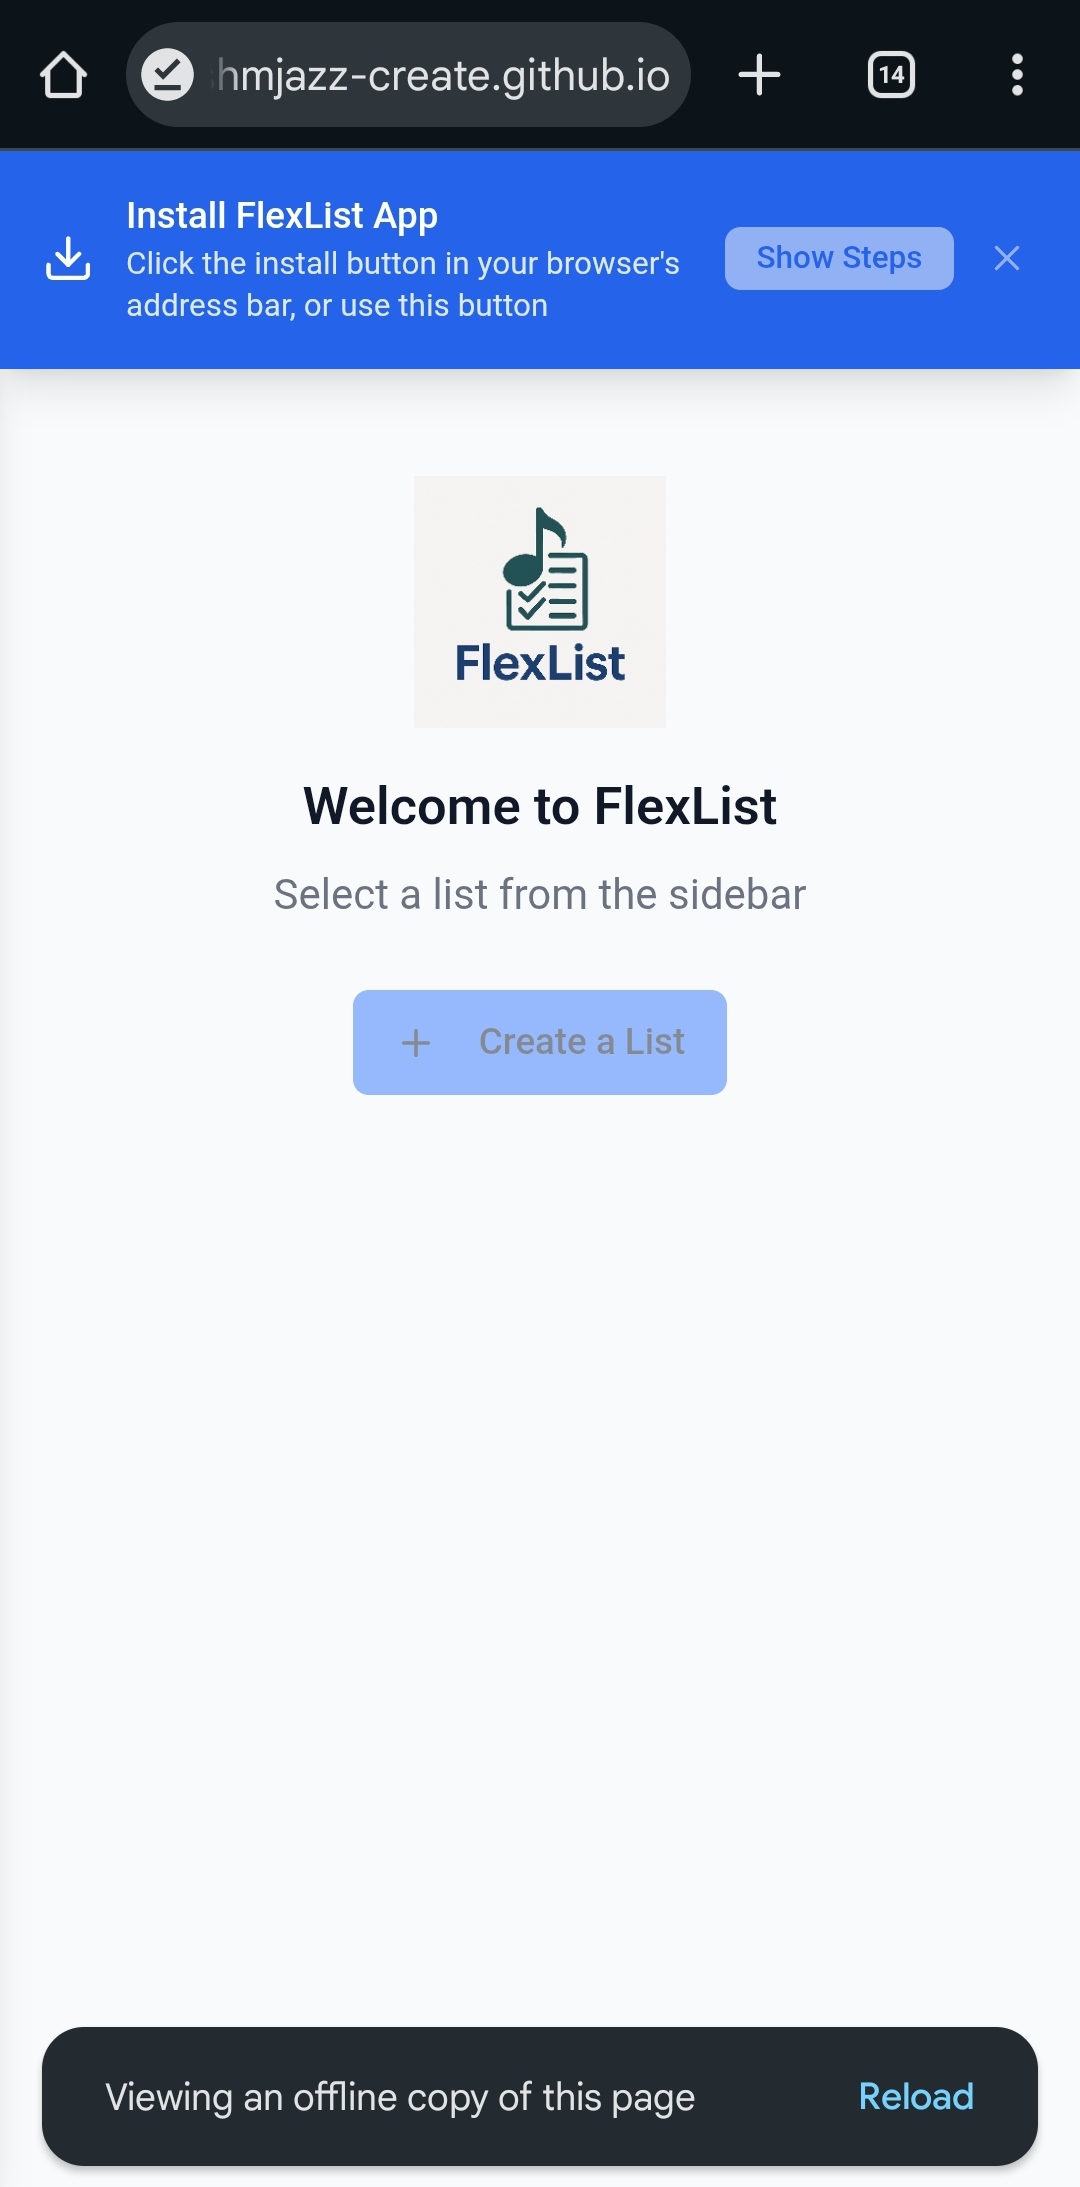 hmjazz-create.github.io
14
Install FlexList App
Click the install button in your browser's
address bar, or use this button
Show Steps
FlexList
Welcome to FlexList
Select a list from the sidebar
Create a List
Viewing an offline copy of this page
Reload